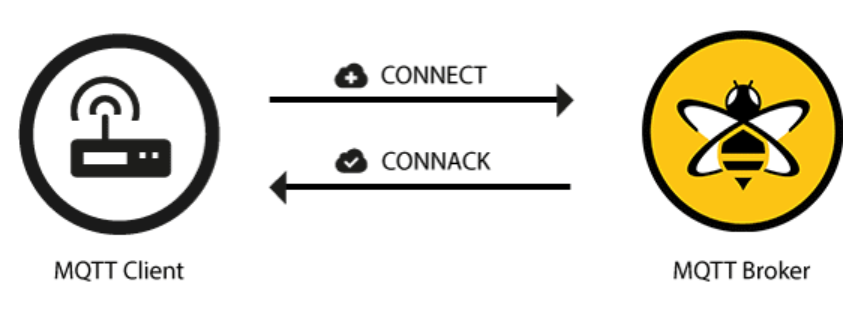 CONNECT
CONNACK
MQTT Client
MQTT Broker